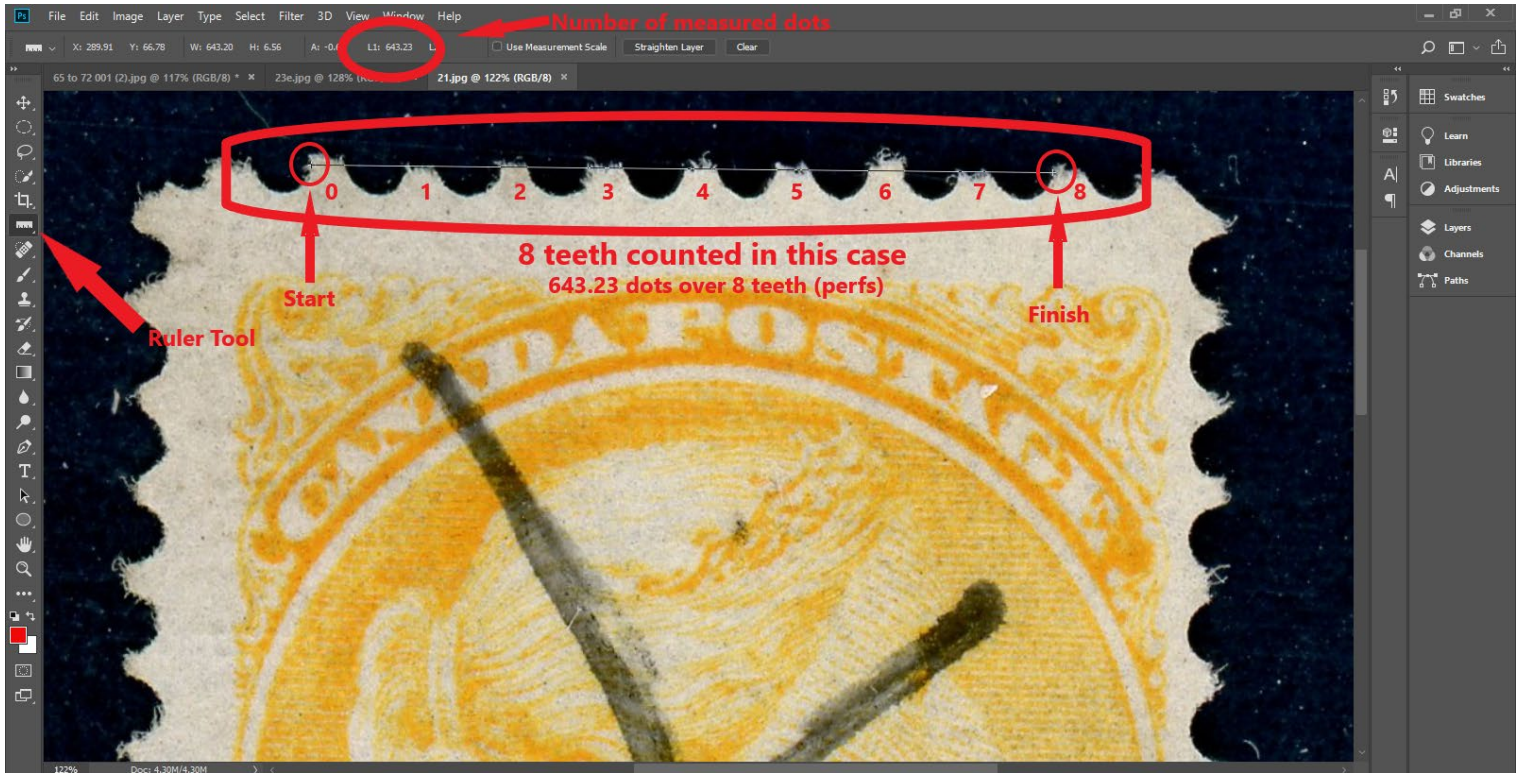 Ps File Edit Image Layer Type Select Filter 3D View Window Help
Number of measured dots
X: 289.91 Y: 66.78 W: 643.20 H: 6.56 A: -0. L1: 643.23 Use Measurement Scale Straighten Layer Clear
65 to 72 001 (2).jpg @ 117% (RGB/8) * × 23e.jpg @ 128% 21.jpg @ 122% (RGB/8) ×
Swatches
Learn
Libraries
Adjustments
Layers
Channels
Paths
0 1 2 3 4 5 6 7 8
8 teeth counted in this case
643.23 dots over 8 teeth (perfs)
Start
Finish
Ruler Tool
CANADA POSTAGE
122% Doc: 4.30M/4.30M